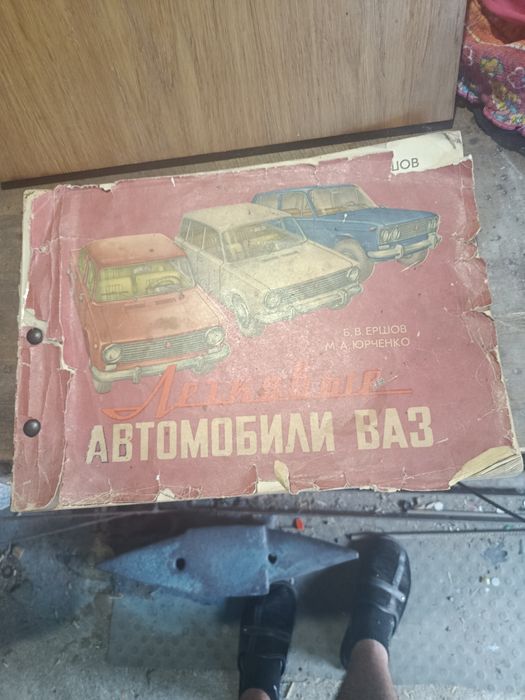 ШОВ
Б. В. ЕРШОВ
М. А. ЮРЧЕНКО
Легковые
АВТОМОБИЛИ ВАЗ